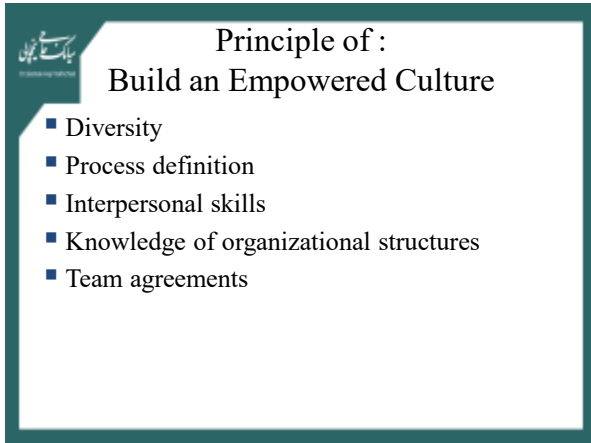 Principle of :
Build an Empowered Culture
Diversity
Process definition
Interpersonal skills
Knowledge of organizational structures
Team agreements